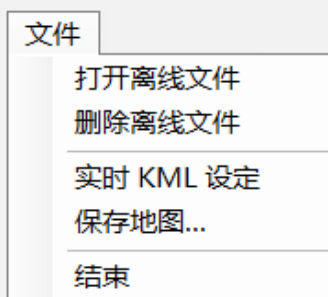 文件
打开离线文件
删除离线文件
实时 KML 设定
保存地图...
结束